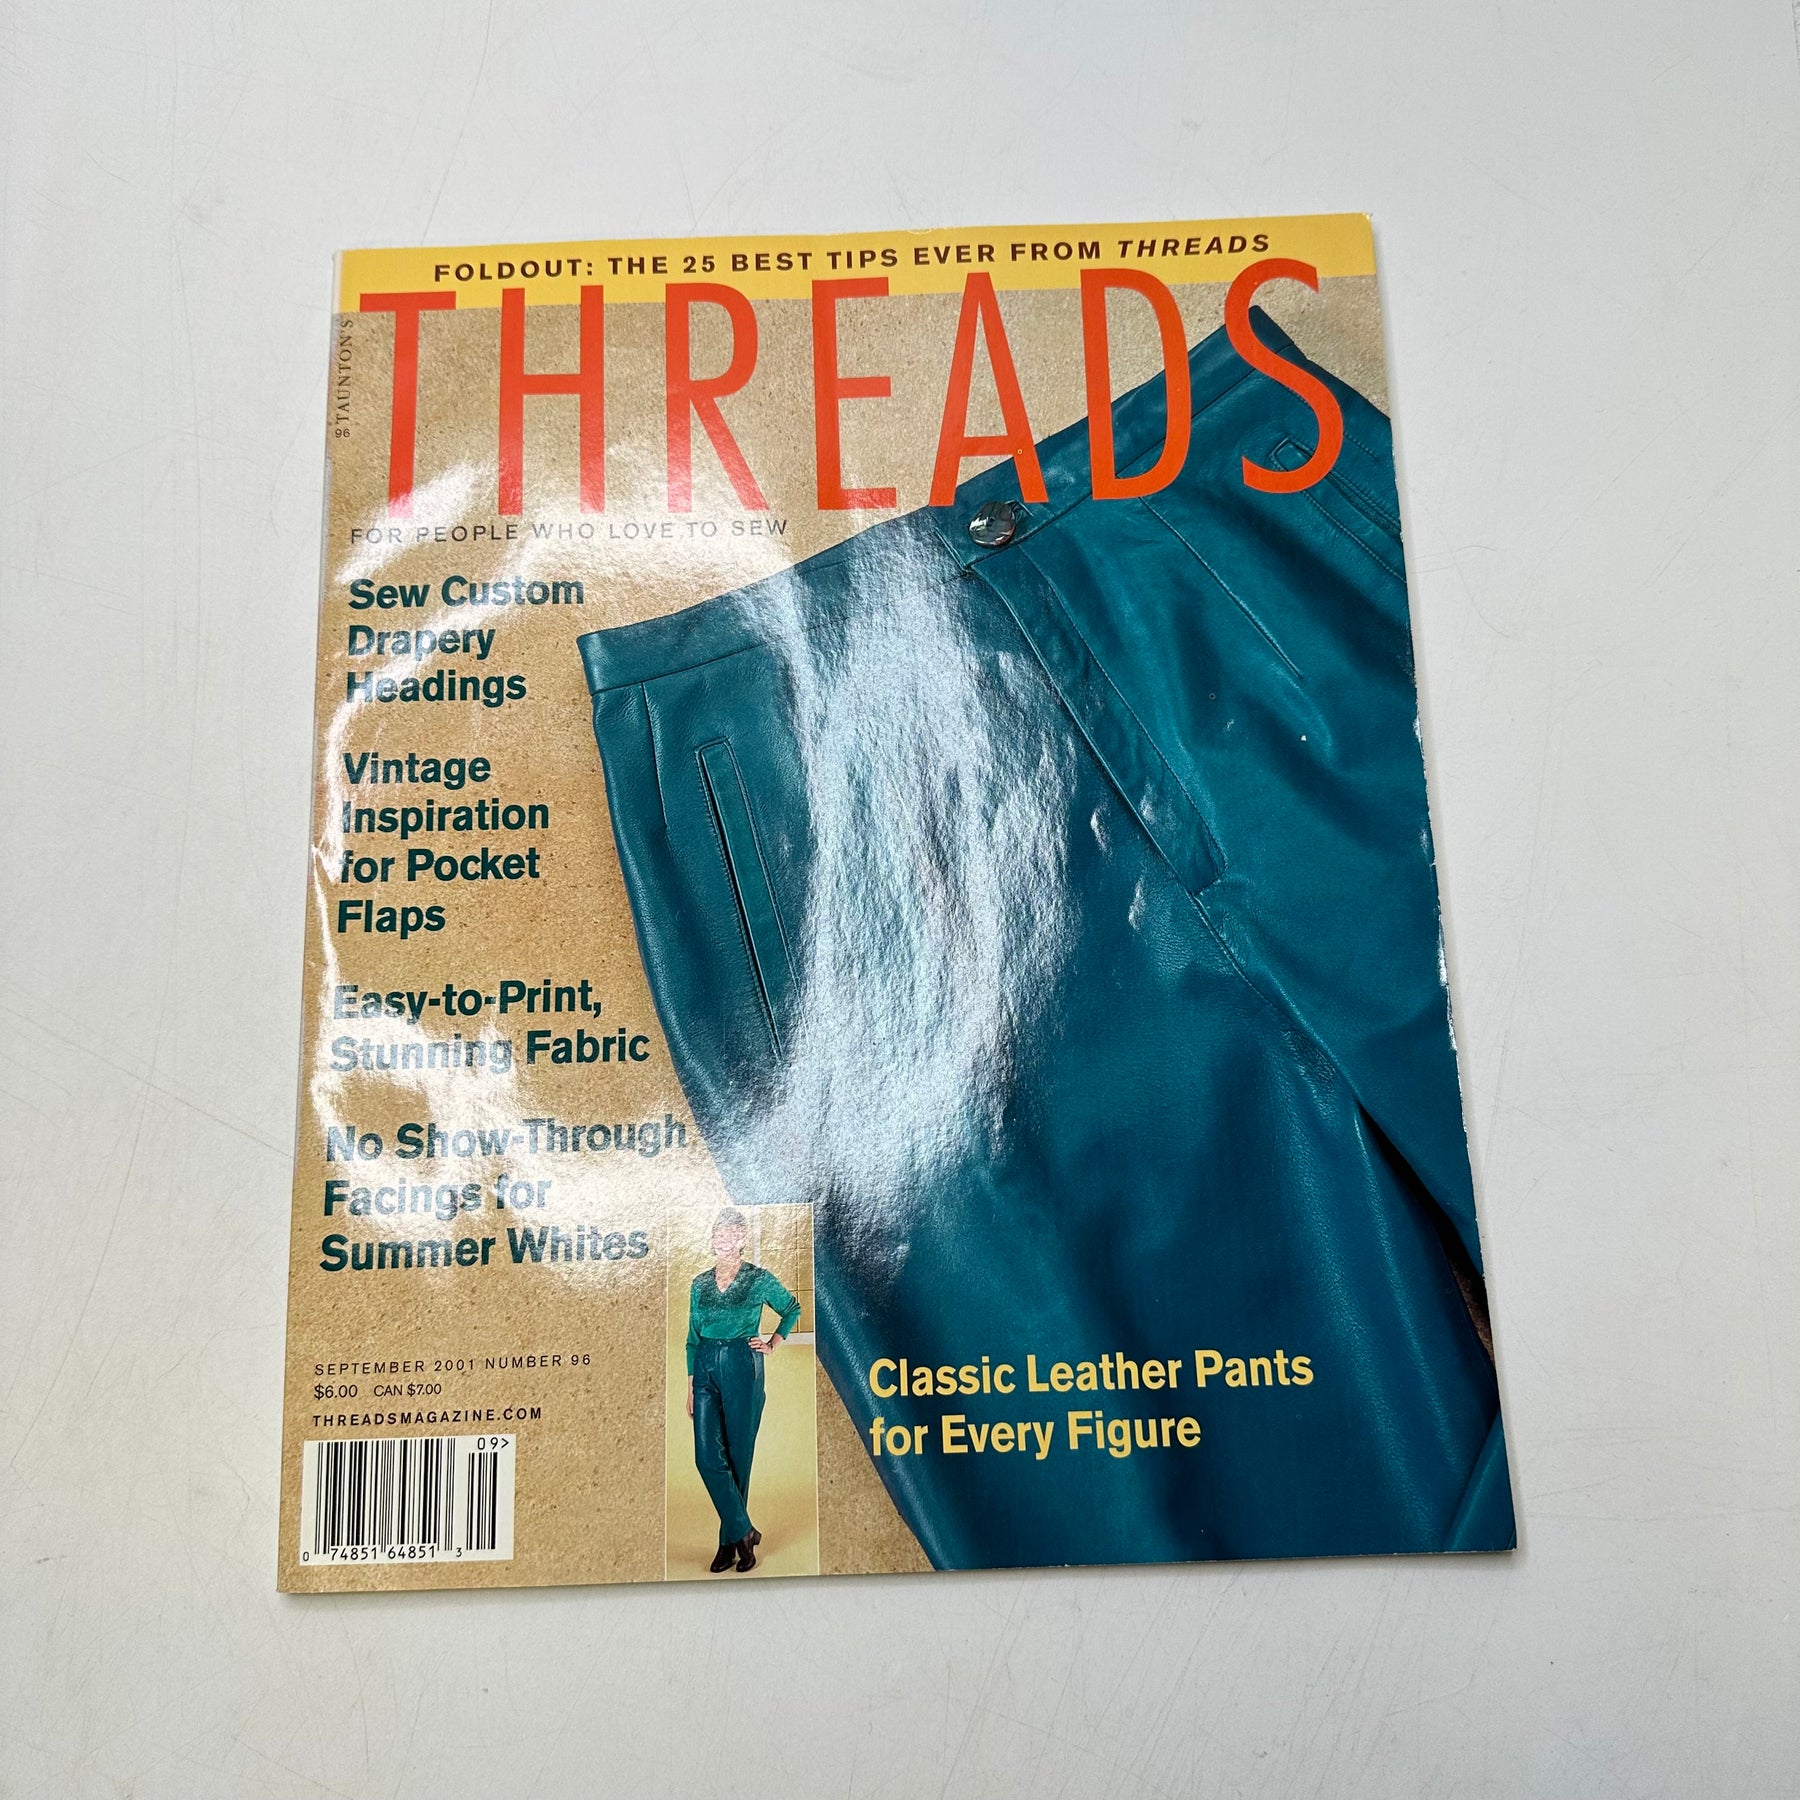 FOLDOUT: THE 25 BEST TIPS EVER FROM THREADS
TAUNTON'S
96
THREADS
FOR PEOPLE WHO LOVE TO SEW
Sew Custom
Drapery
Headings
Vintage
Inspiration
for Pocket
Flaps
Easy-to-Print,
Stunning Fabric
No Show-Through
Facings for
Summer Whites
SEPTEMBER 2001 NUMBER 96
$6.00 CAN $7.00
THREADSMAGAZINE.COM
09>
0 74851 64851 3
Classic Leather Pants
for Every Figure